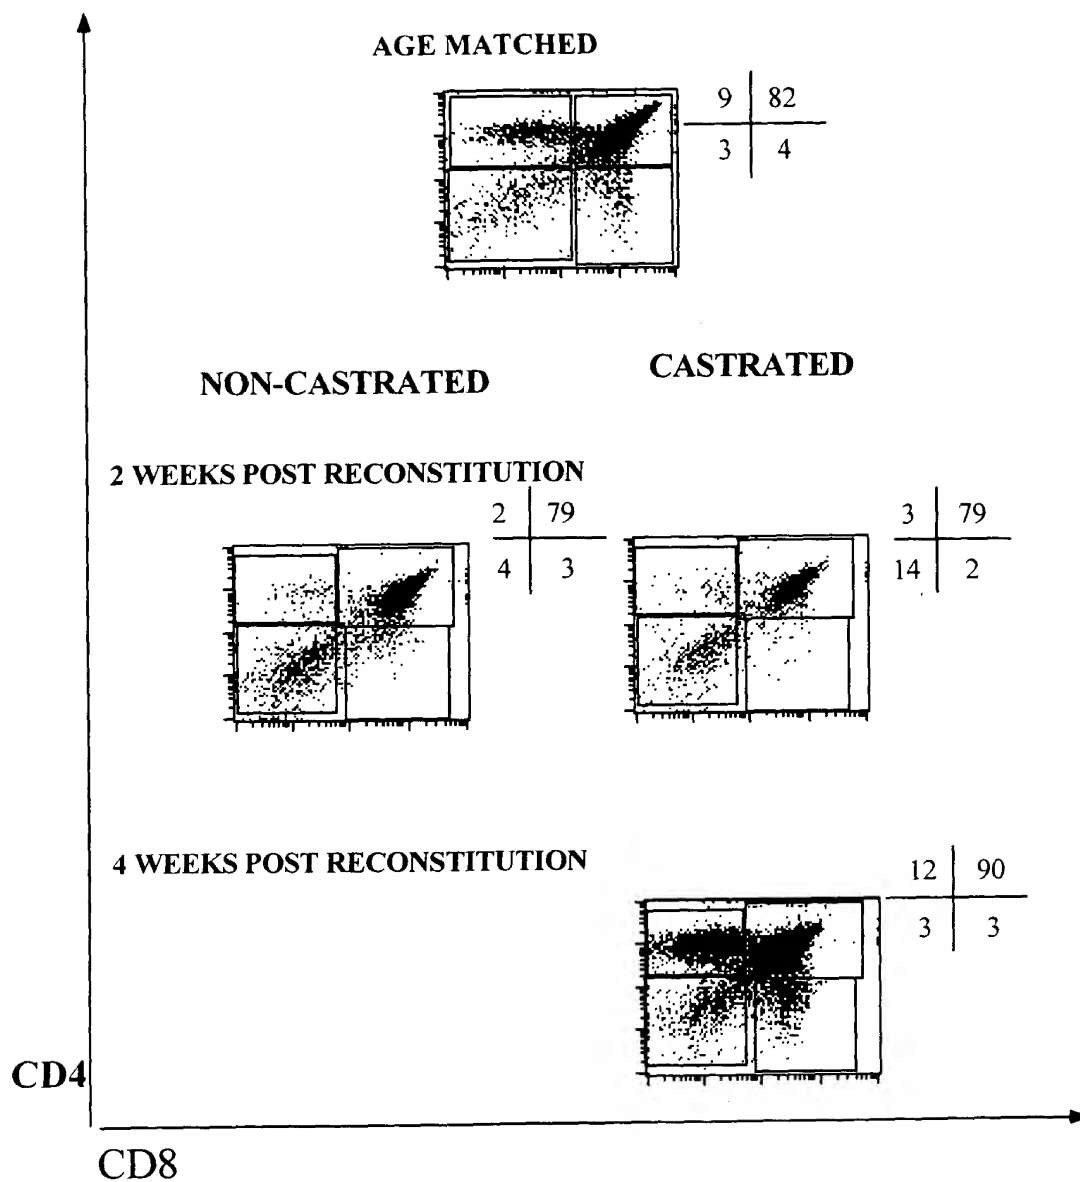 AGE MATCHED
9 82
3 4
NON-CASTRATED
CASTRATED
2 WEEKS POST RECONSTITUTION
2 79
4 3
3 79
14 2
4 WEEKS POST RECONSTITUTION
12 90
3 3
CD4
CD8